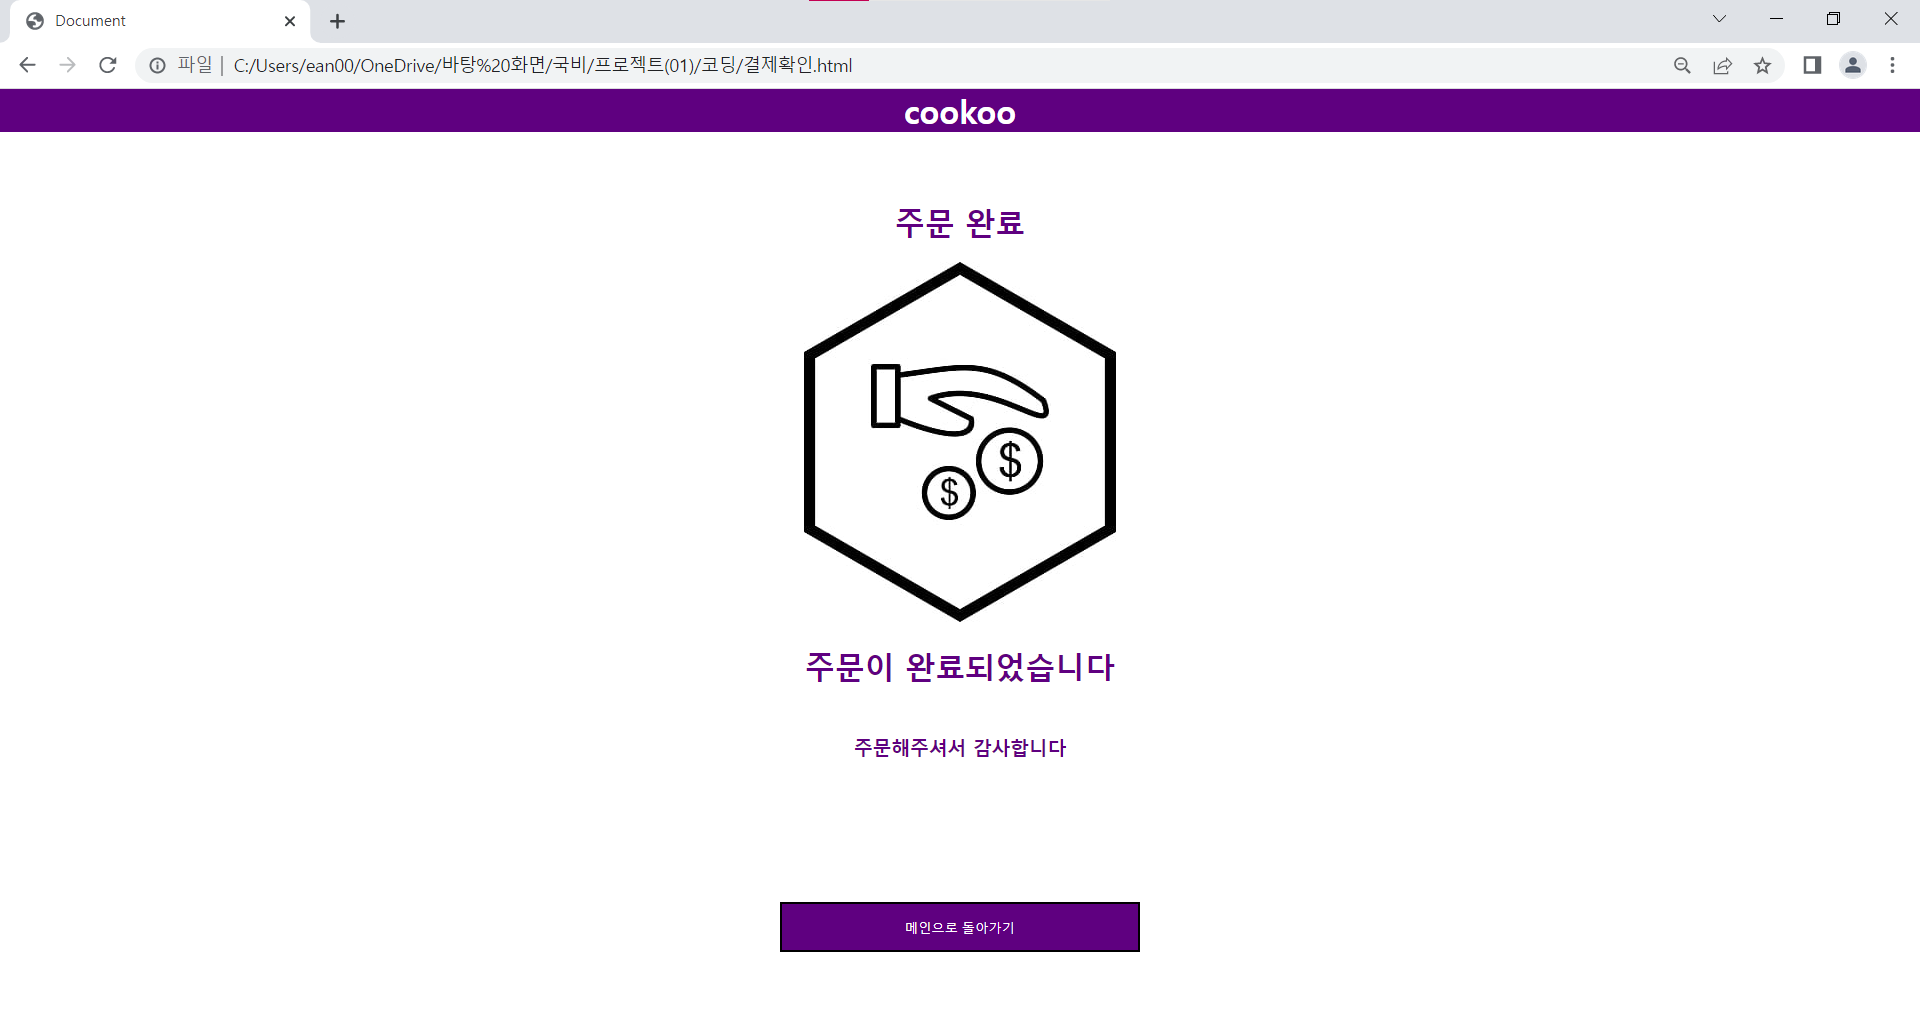 Document
파일 | C:/Users/ean00/OneDrive/바탕%20화면/국비/프로젝트(01)/코딩/결제확인.html
cookoo
주문 완료
$
$
주문이 완료되었습니다
주문해주셔서 감사합니다
메인으로 돌아가기